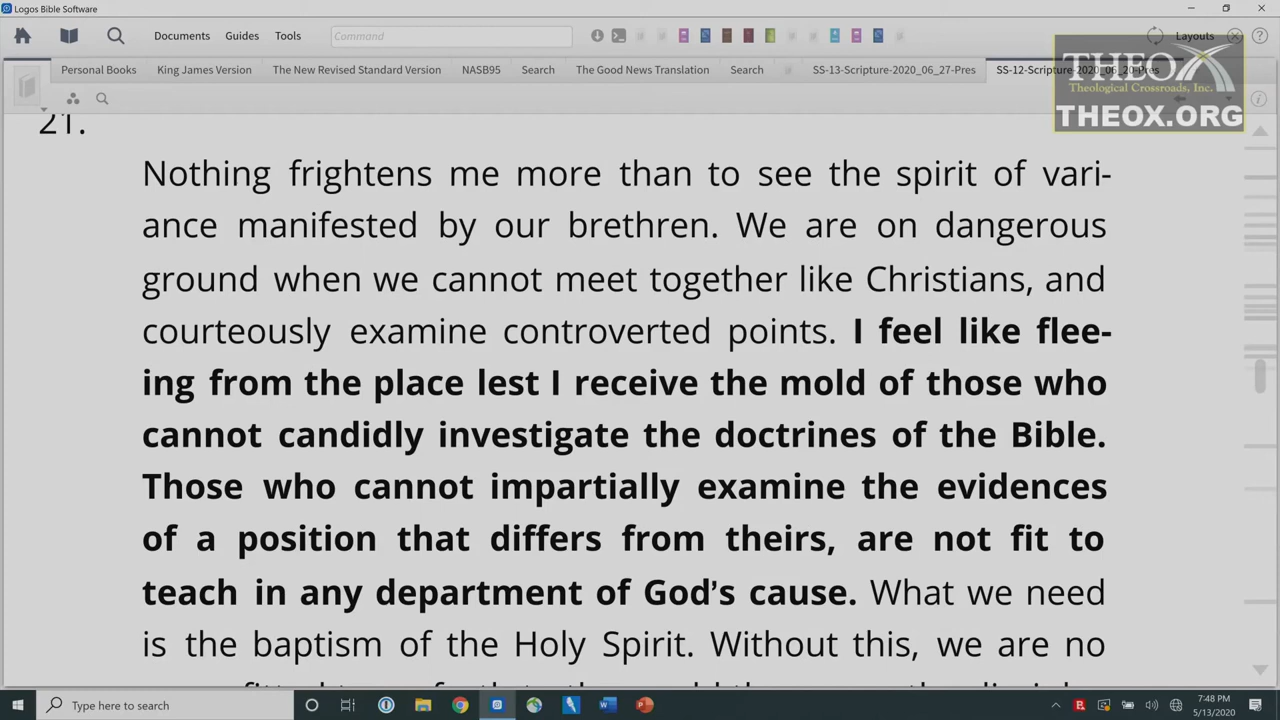 Logos Bible Software
Documents Guides Tools Command Layouts
Personal Books King James Version The New Revised NASB95 Search The Good News Translation Search SS-13-Scripture-2020_06_27-Pres SS-12-Scripture-2020_06_20-Pres
THEOX
Theological Crossroads, Inc.
THEOX.ORG
21.
Nothing frightens me more than to see the spirit of vari-
ance manifested by our brethren. We are on dangerous
ground when we cannot meet together like Christians, and
courteously examine controverted points. I feel like flee-
ing from the place lest I receive the mold of those who
cannot candidly investigate the doctrines of the Bible.
Those who cannot impartially examine the evidences
of a position that differs from theirs, are not fit to
teach in any department of God's cause. What we need
is the baptism of the Holy Spirit. Without this, we are no
Type here to search
7:48 PM
5/13/2020